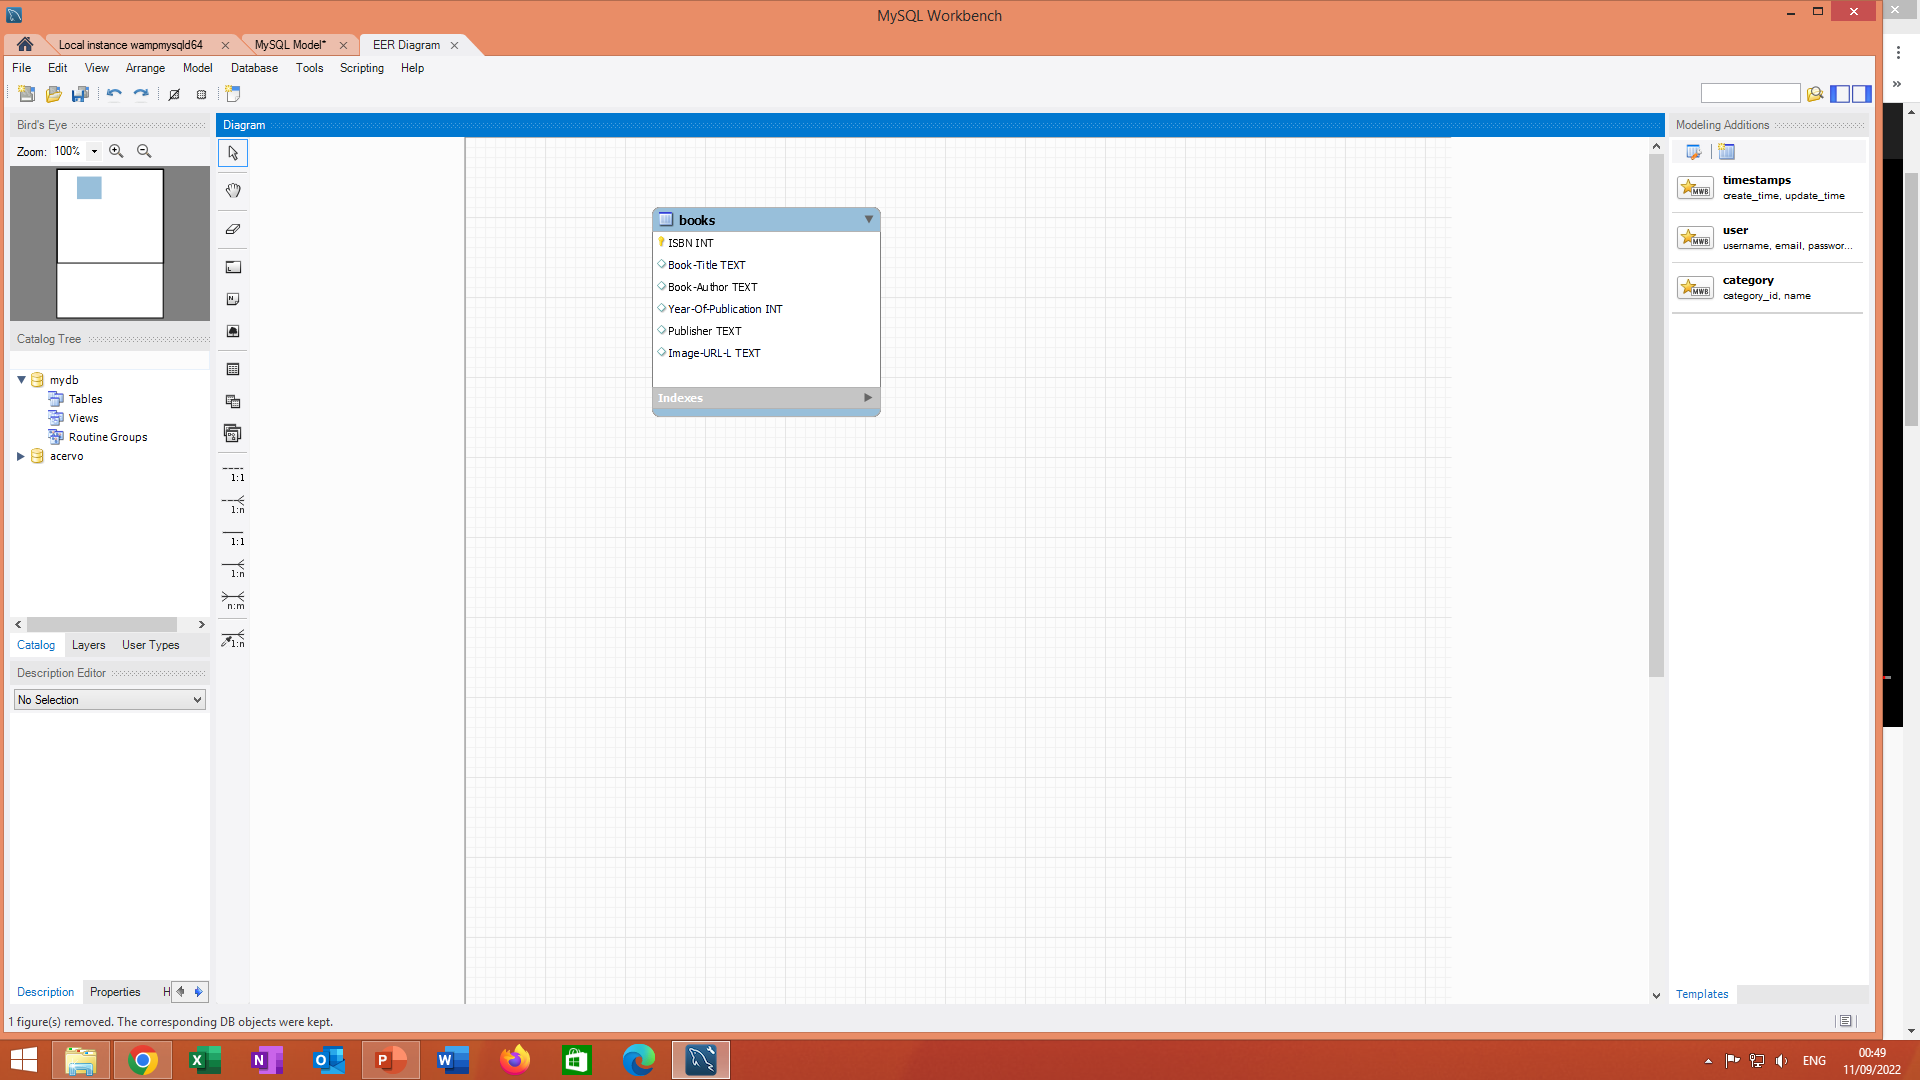 MySQL Workbench
Local instance wampmysqld64
MySQL Model*
EER Diagram
File Edit View Arrange Model Database Tools Scripting Help
Bird's Eye
Zoom: 100%
Catalog Tree
mydb
Tables
Views
Routine Groups
acervo
Catalog Layers User Types
Description Editor
No Selection
Description Properties H
Diagram
1:1
1:n
1:1
1:n
n:m
1:n
books
ISBN INT
Book-Title TEXT
Book-Author TEXT
Year-Of-Publication INT
Publisher TEXT
Image-URL-L TEXT
Indexes
Modeling Additions
MWB
timestamps
create_time, update_time
MWB
user
username, email, passwor...
MWB
category
category_id, name
Templates
1 figure(s) removed. The corresponding DB objects were kept.
ENG
00:49
11/09/2022